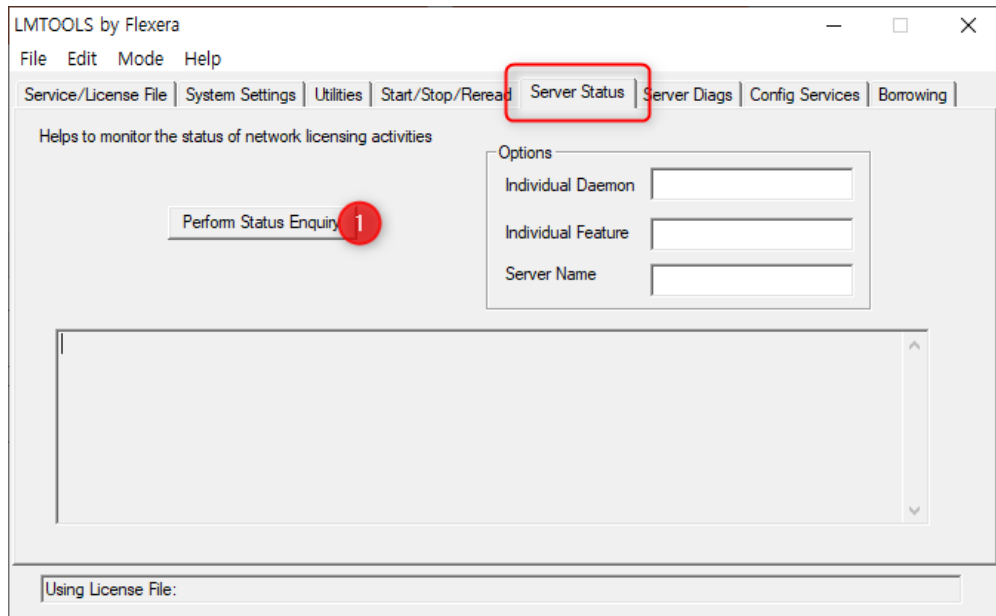 LMTOOLS by Flexera
File Edit Mode Help
Service/License File System Settings Utilities Start/Stop/Reread Server Status Server Diags Config Services Borrowing
Helps to monitor the status of network licensing activities
Options
Individual Daemon
Perform Status Enquiry 1
Individual Feature
Server Name
Using License File: